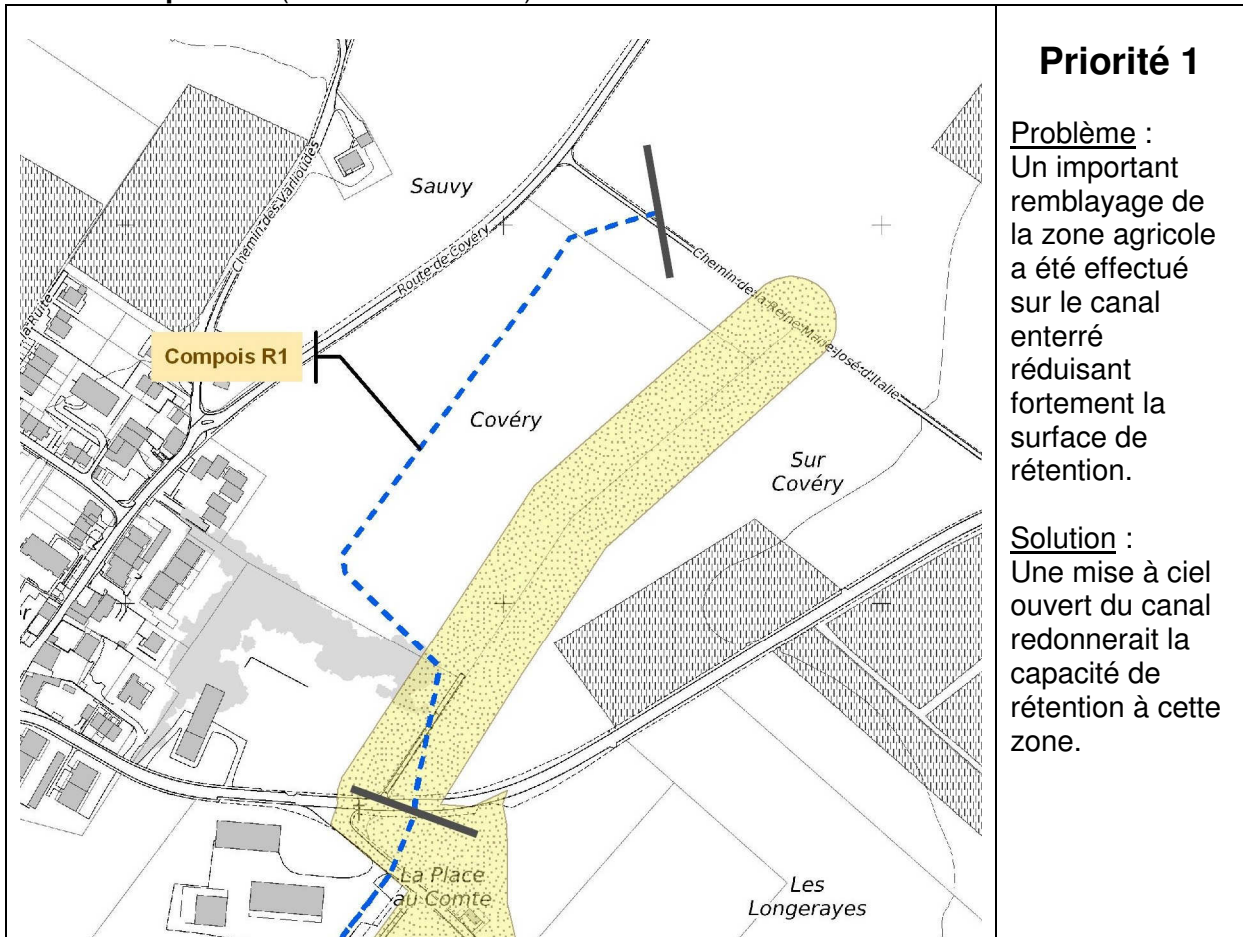 Sauvy
Chemin des Varlioudes
Route de Covéry
la Ruite
Compois R1
Chemin de la Reine-Marie-José-d'Italie
Covéry
Sur
Covéry
La Place
au Comte
Les
Longerayes
Priorité 1
Problème :
Un important
remblayage de
la zone agricole
a été effectué
sur le canal
enterré
réduisant
fortement la
surface de
rétention.
Solution :
Une mise à ciel
ouvert du canal
redonnerait la
capacité de
rétention à cette
zone.